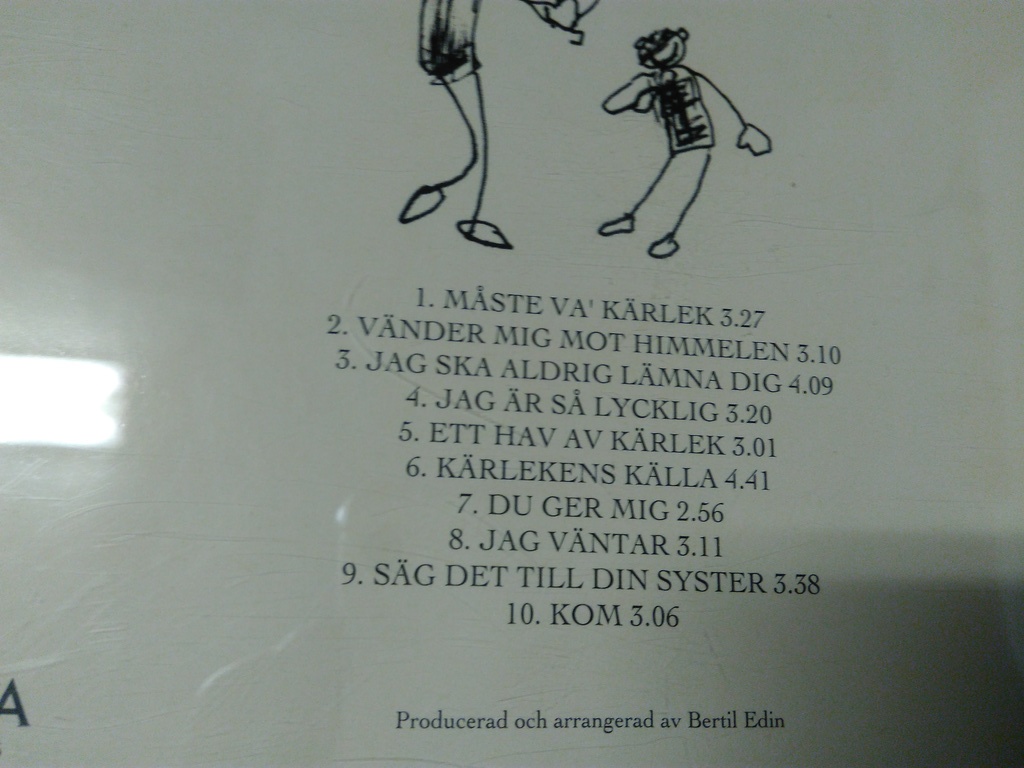 1. MÅSTE VA' KÄRLEK 3.27
2. VÄNDER MIG MOT HIMMELEN 3.10
3. JAG SKA ALDRIG LÄMNA DIG 4.09
4. JAG ÄR SÅ LYCKLIG 3.20
5. ETT HAV AV KÄRLEK 3.01
6. KÄRLEKENS KÄLLA 4.41
7. DU GER MIG 2.56
8. JAG VÄNTAR 3.11
9. SÄG DET TILL DIN SYSTER 3.38
10. KOM 3.06
A
Producerad och arrangerad av Bertil Edin